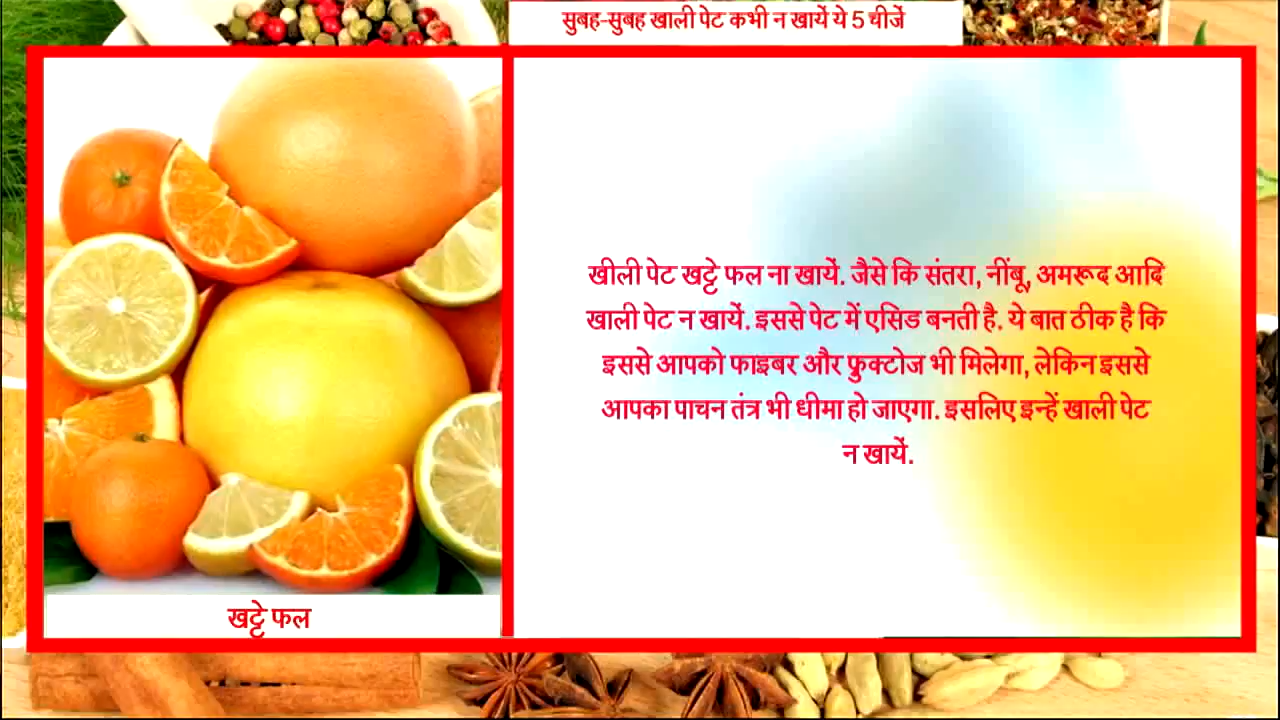 सुबह-सुबह खाली पेट कभी न खायें ये 5 चीजें
खीली पेट खट्टे फल ना खायें. जैसे कि संतरा, नींबू, अमरूद आदि
खाली पेट न खायें. इससे पेट में एसिड बनती है. ये बात ठीक है कि
इससे आपको फाइबर और फ्रुक्टोज भी मिलेगा, लेकिन इससे
आपका पाचन तंत्र भी धीमा हो जाएगा. इसलिए इन्हें खाली पेट
न खायें.
खट्टे फल